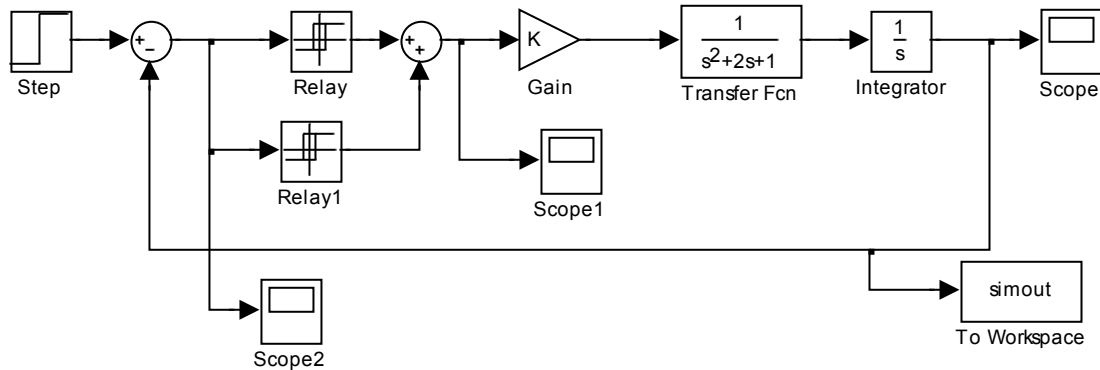 +
−
+
+
K
1
s²+2s+1
1
s
Step
Relay
Gain
Transfer Fcn
Integrator
Scope
Relay1
Scope1
simout
To Workspace
Scope2